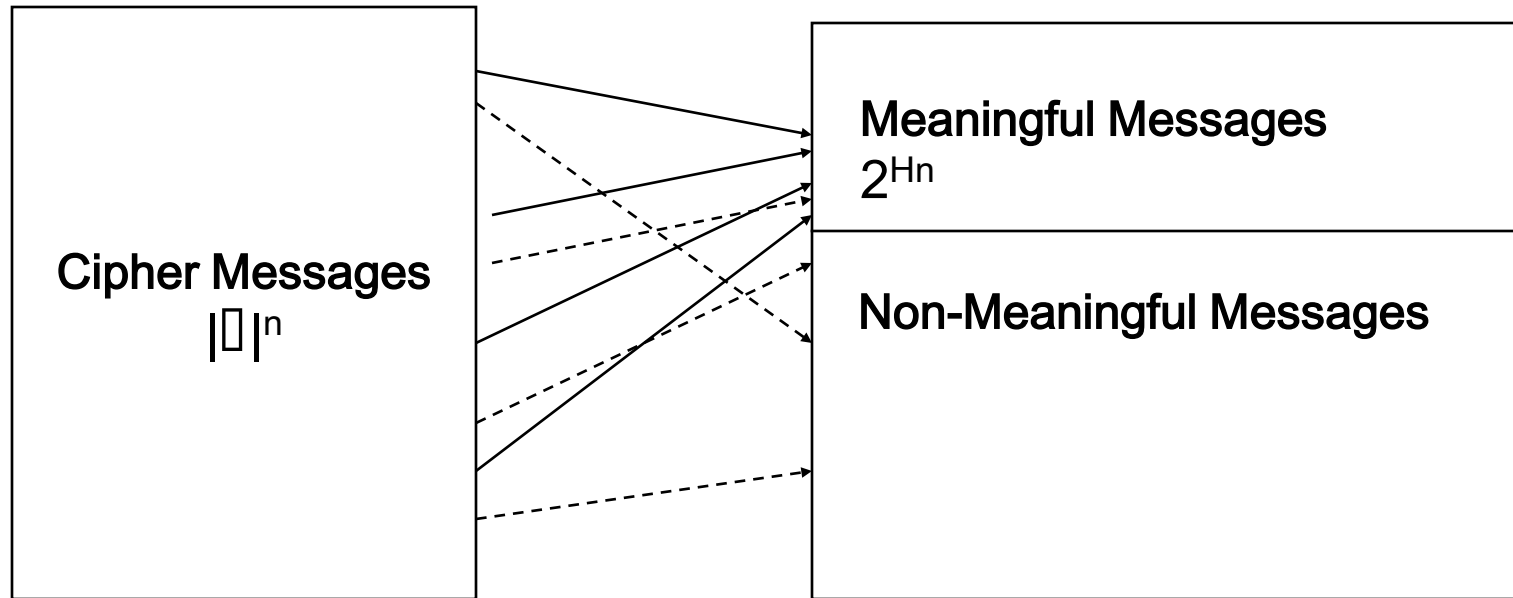 Cipher Messages
|▯|ⁿ
Meaningful Messages
2ᴴⁿ
Non-Meaningful Messages